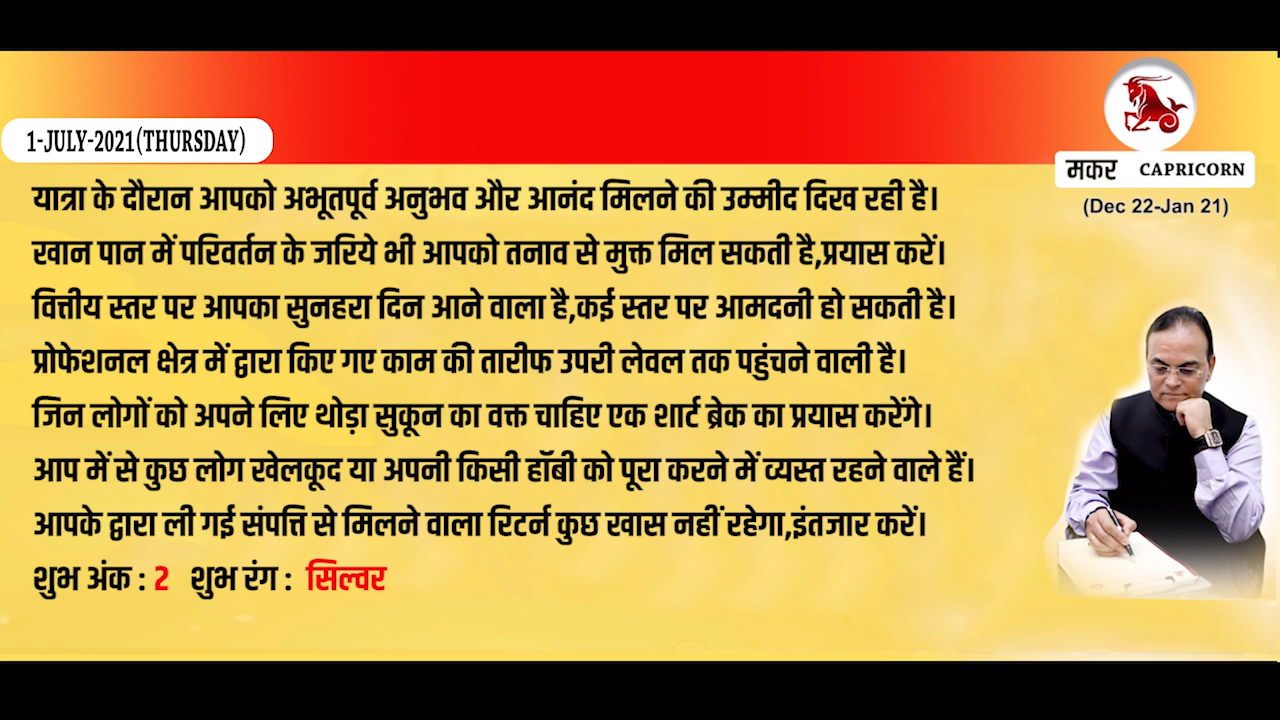 1-JULY-2021(THURSDAY)
मकर CAPRICORN
(Dec 22-Jan 21)
यात्रा के दौरान आपको अभूतपूर्व अनुभव और आनंद मिलने की उम्मीद दिख रही है।
खान पान में परिवर्तन के जरिये भी आपको तनाव से मुक्त मिल सकती है,प्रयास करें।
वित्तीय स्तर पर आपका सुनहरा दिन आने वाला है,कई स्तर पर आमदनी हो सकती है।
प्रोफेशनल क्षेत्र में द्वारा किए गए काम की तारीफ उपरी लेवल तक पहुंचने वाली है।
जिन लोगों को अपने लिए थोड़ा सुकून का वक्त चाहिए एक शार्ट ब्रेक का प्रयास करेंगे।
आप में से कुछ लोग खेलकूद या अपनी किसी हॉबी को पूरा करने में व्यस्त रहने वाले हैं।
आपके द्वारा ली गई संपत्ति से मिलने वाला रिटर्न कुछ खास नहीं रहेगा,इंतजार करें।
शुभ अंक : 2 शुभ रंग : सिल्वर